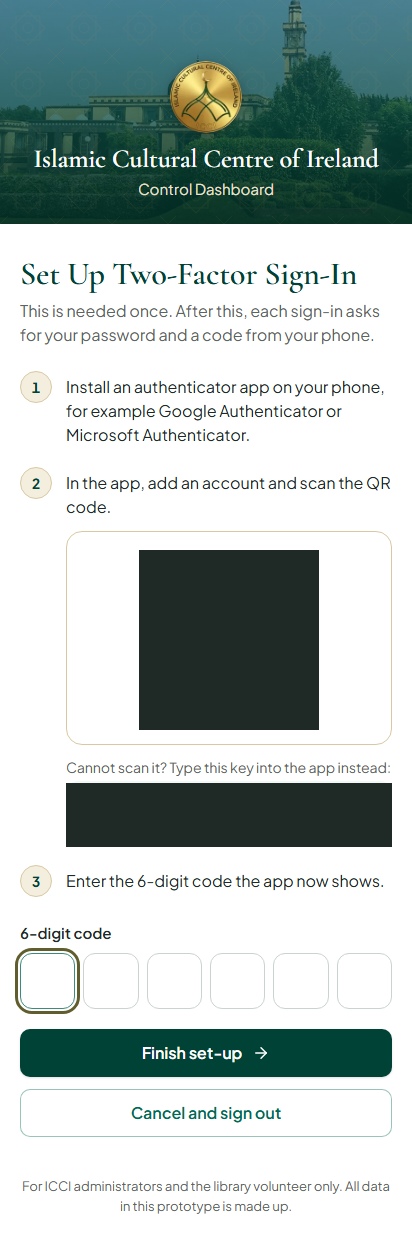 ISLAMIC CULTURAL CENTRE OF IRELAND
Islamic Cultural Centre of Ireland
Control Dashboard
Set Up Two-Factor Sign-In
This is needed once. After this, each sign-in asks
for your password and a code from your phone.
1
Install an authenticator app on your phone,
for example Google Authenticator or
Microsoft Authenticator.
2
In the app, add an account and scan the QR
code.
Cannot scan it? Type this key into the app instead:
3
Enter the 6-digit code the app now shows.
6-digit code
Finish set-up →
Cancel and sign out
For ICCI administrators and the library volunteer only. All data
in this prototype is made up.